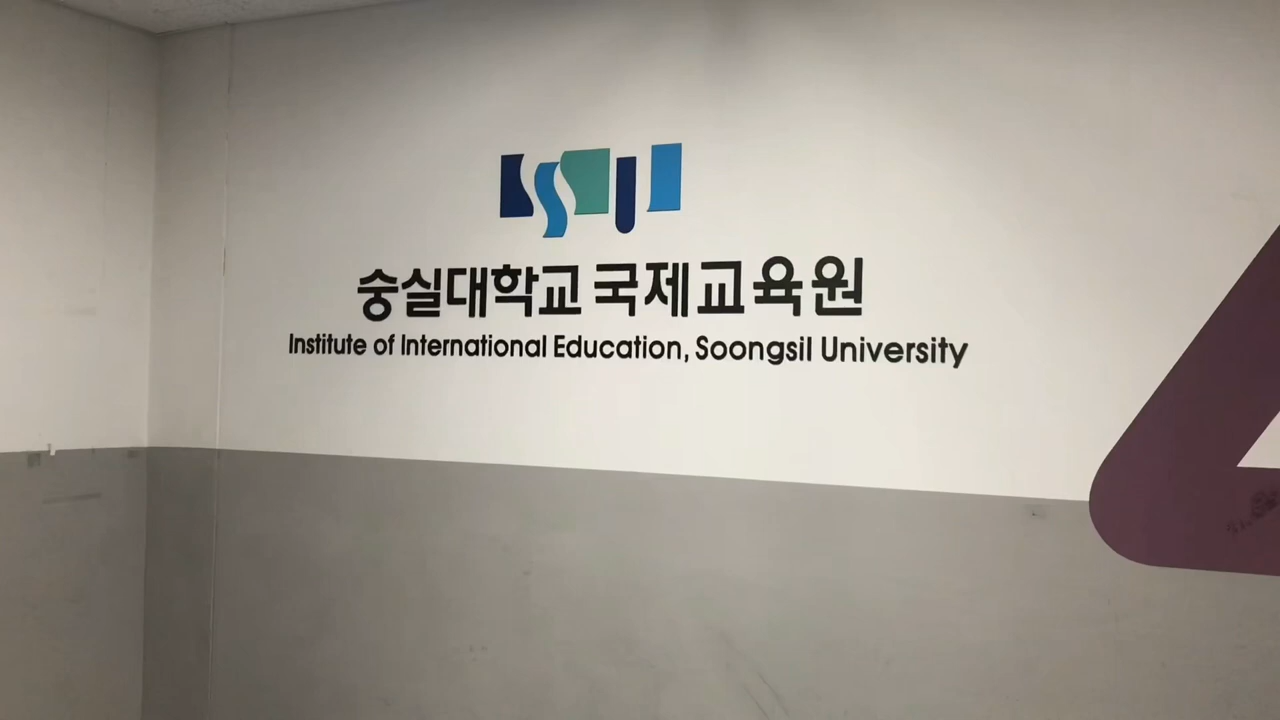 숭실대학교 국제교육원
Institute of International Education, Soongsil University